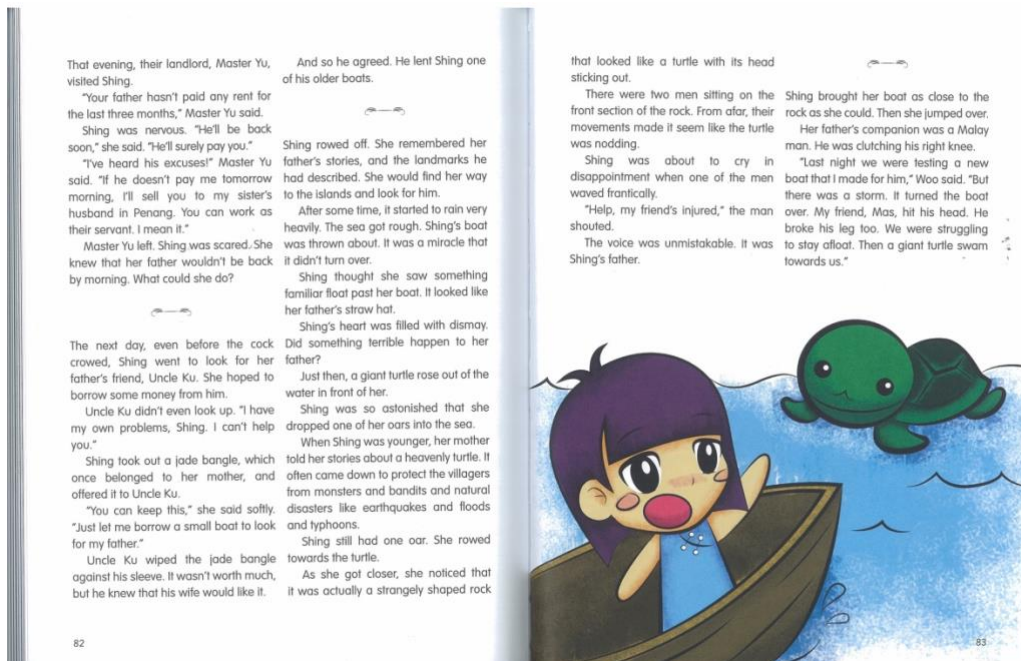 That evening, their landlord, Master Yu,
visited Shing.
“Your father hasn't paid any rent for
the last three months,” Master Yu said.
Shing was nervous. “He'll be back
soon,” she said. “He'll surely pay you.”
“I've heard his excuses!” Master Yu
said. “If he doesn't pay me tomorrow
morning, I'll sell you to my sister's
husband in Penang. You can work as
their servant. I mean it.”
Master Yu left. Shing was scared. She
knew that her father wouldn't be back
by morning. What could she do?
The next day, even before the cock
crowed, Shing went to look for her
father's friend, Uncle Ku. She hoped to
borrow some money from him.
Uncle Ku didn't even look up. “I have
my own problems, Shing. I can't help
you.”
Shing took out a jade bangle, which
once belonged to her mother, and
offered it to Uncle Ku.
“You can keep this,” she said softly.
“Just let me borrow a small boat to look
for my father.”
Uncle Ku wiped the jade bangle
against his sleeve. It wasn't worth much,
but he knew that his wife would like it.
And so he agreed. He lent Shing one
of his older boats.
Shing rowed off. She remembered her
father's stories, and the landmarks he
had described. She would find her way
to the islands and look for him.
After some time, it started to rain very
heavily. The sea got rough. Shing's boat
was thrown about. It was a miracle that
it didn't turn over.
Shing thought she saw something
familiar float past her boat. It looked like
her father's straw hat.
Shing's heart was filled with dismay.
Did something terrible happen to her
father?
Just then, a giant turtle rose out of the
water in front of her.
Shing was so astonished that she
dropped one of her oars into the sea.
When Shing was younger, her mother
told her stories about a heavenly turtle. It
often came down to protect the villagers
from monsters and bandits and natural
disasters like earthquakes and floods
and typhoons.
Shing still had one oar. She rowed
towards the turtle.
As she got closer, she noticed that
it was actually a strangely shaped rock
82
that looked like a turtle with its head
sticking out.
There were two men sitting on the
front section of the rock. From afar, their
movements made it seem like the turtle
was nodding.
Shing was about to cry in
disappointment when one of the men
waved frantically.
“Help, my friend's injured,” the man
shouted.
The voice was unmistakable. It was
Shing's father.
Shing brought her boat as close to the
rock as she could. Then she jumped over.
Her father's companion was a Malay
man. He was clutching his right knee.
“Last night we were testing a new
boat that I made for him,” Woo said. “But
there was a storm. It turned the boat
over. My friend, Mas, hit his head. He
broke his leg too. We were struggling
to stay afloat. Then a giant turtle swam
towards us.”
83